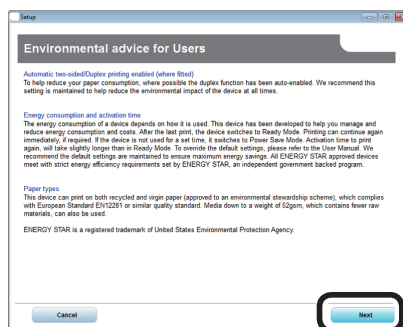 Setup
Environmental advice for Users
Automatic two-sided/Duplex printing enabled (where fitted)
To help reduce your paper consumption, where possible the duplex function has been auto-enabled. We recommend this
setting is maintained to help reduce the environmental impact of the device at all times.
Energy consumption and activation time
The energy consumption of a device depends on how it is used. This device has been developed to help you manage and
reduce energy consumption and costs. After the last print, the device switches to Ready Mode. Printing can continue again
immediately, if required. If the device is not used for a set time, it switches to Power Save Mode. Activation time to print
again, will take slightly longer than in Ready Mode. To override the default settings, please refer to the User Manual. We
recommend the default settings are maintained to ensure maximum energy savings. All ENERGY STAR approved devices
meet with strict energy efficiency requirements set by ENERGY STAR, an independent government backed program.
Paper types
This device can print on both recycled and virgin paper (approved to an environmental stewardship scheme), which complies
with European Standard EN12281 or similar quality standard. Media down to a weight of 52gsm, which contains fewer raw
materials, can also be used.
ENERGY STAR is a registered trademark of United States Environmental Protection Agency.
Cancel
Next